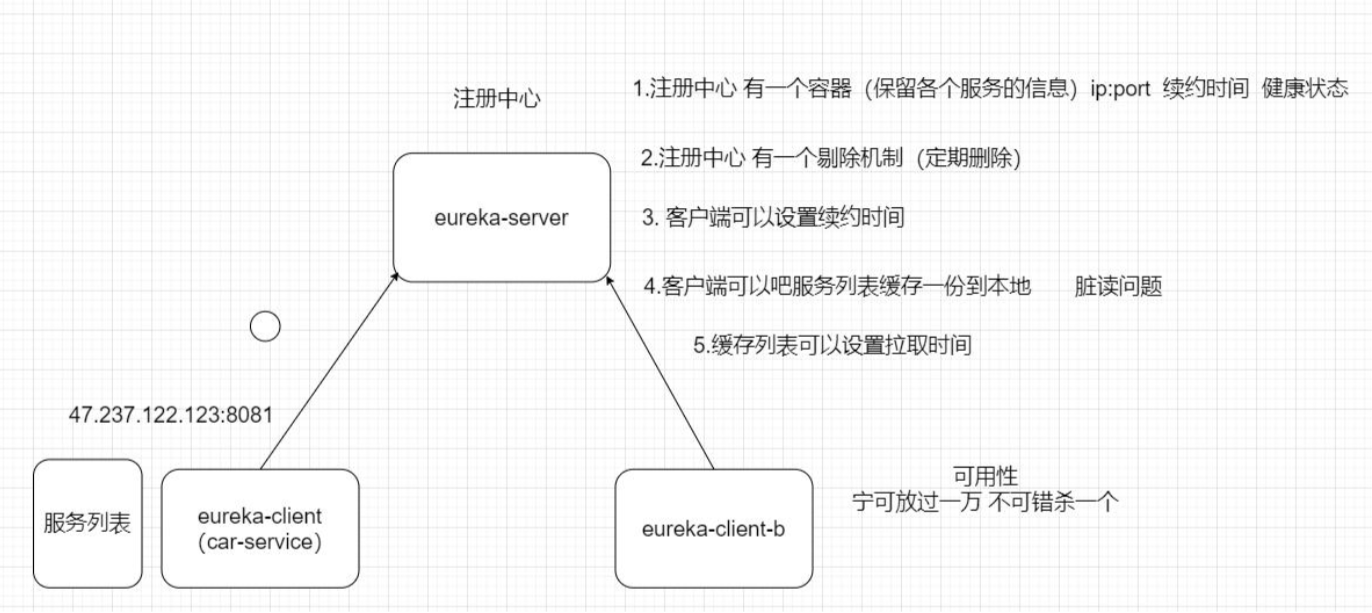 注册中心
1.注册中心 有一个容器（保留各个服务的信息）ip:port 续约时间 健康状态
2.注册中心 有一个剔除机制（定期删除）
eureka-server
3. 客户端可以设置续约时间
4.客户端可以吧服务列表缓存一份到本地 脏读问题
5.缓存列表可以设置拉取时间
47.237.122.123:8081
服务列表
eureka-client
(car-service)
eureka-client-b
可用性
宁可放过一万 不可错杀一个